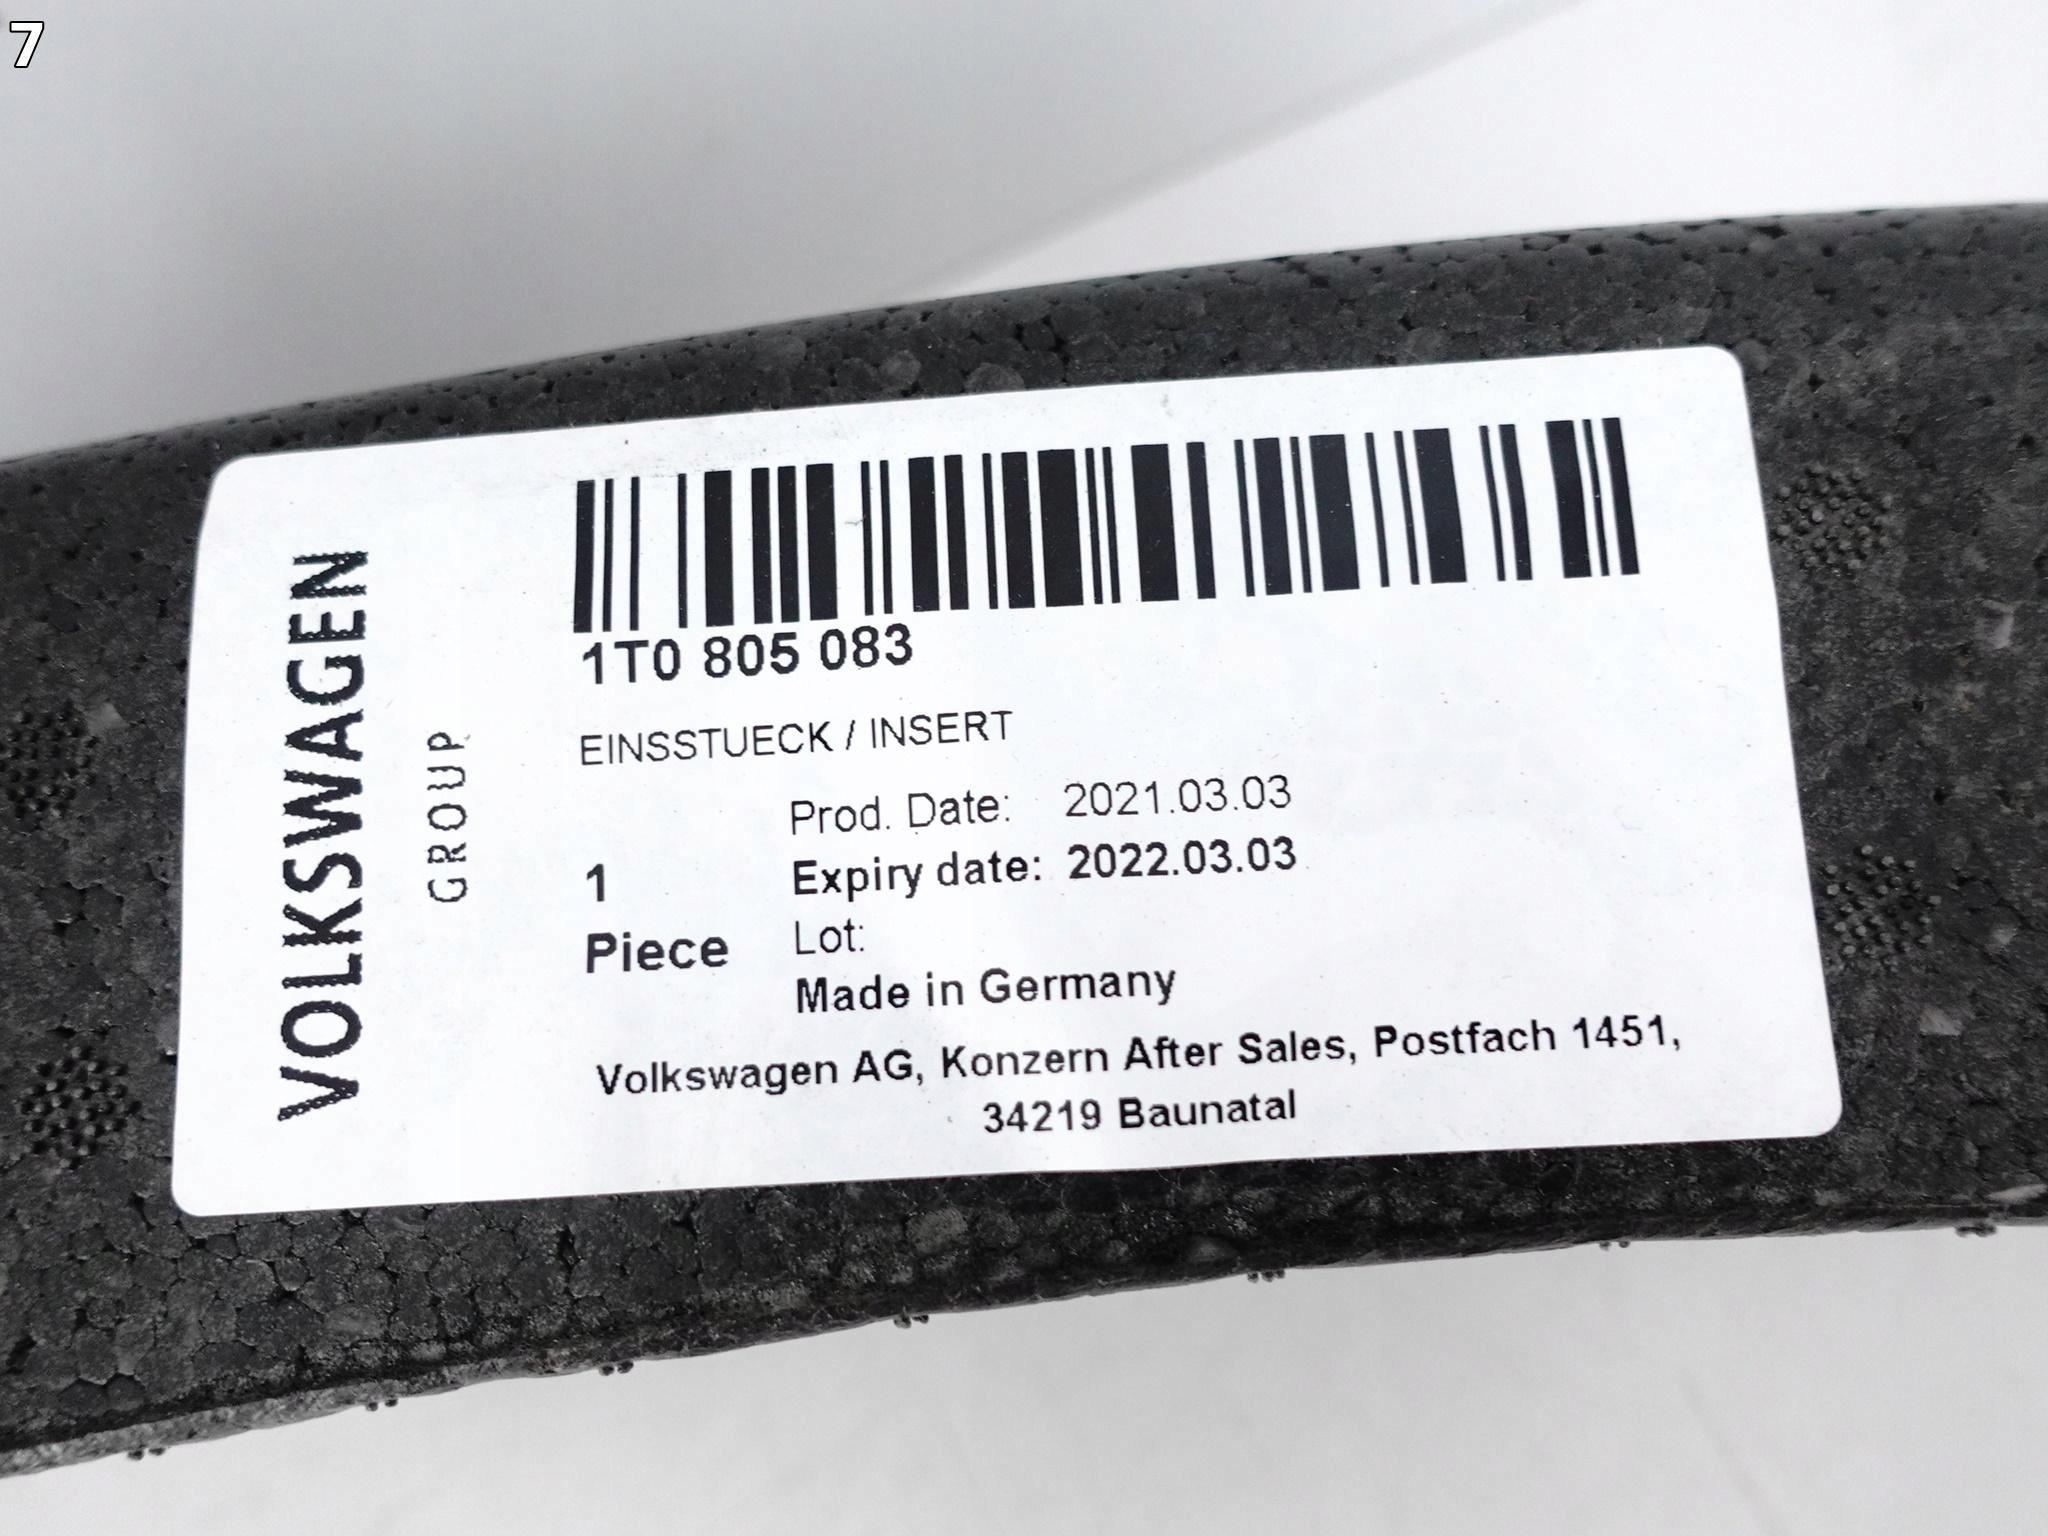 7
VOLKSWAGEN
GROUP
1T0 805 083
EINSSTUECK / INSERT
Prod. Date: 2021.03.03
1 Expiry date: 2022.03.03
Piece Lot:
Made in Germany
Volkswagen AG, Konzern After Sales, Postfach 1451,
34219 Baunatal